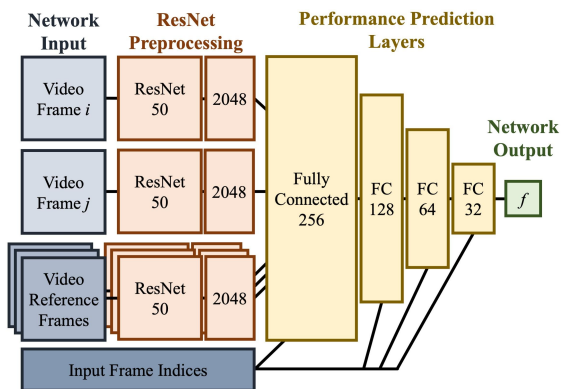 Network
Input
ResNet
Preprocessing
Performance Prediction
Layers
Video
Frame i
ResNet
50
2048
Video
Frame j
ResNet
50
2048
Video
Reference
Frames
ResNet
50
2048
Input Frame Indices
Fully
Connected
256
FC
128
FC
64
FC
32
Network
Output
f